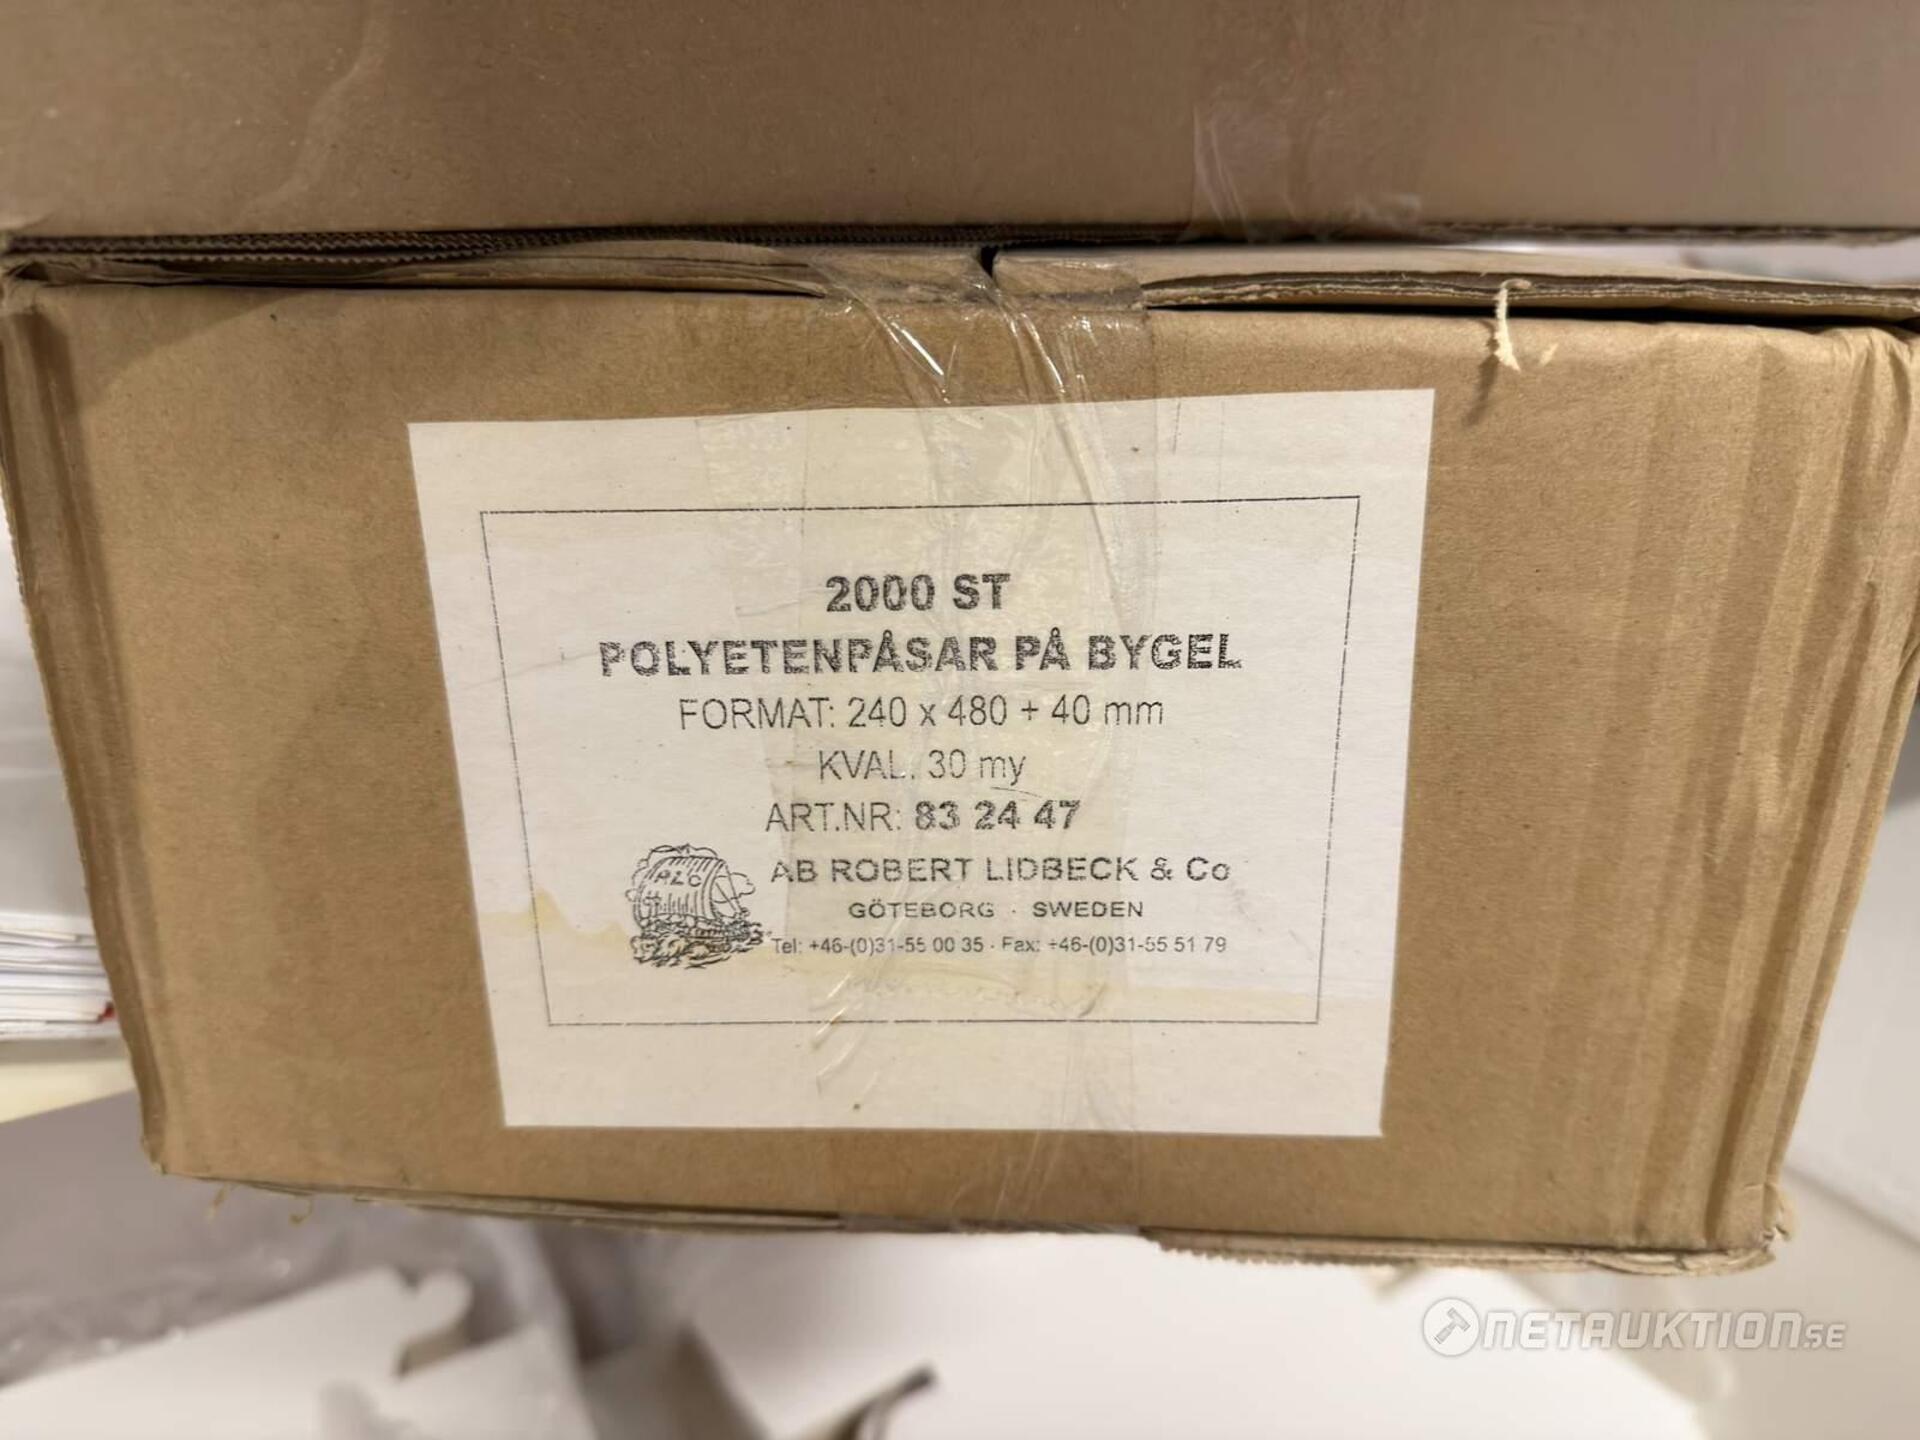 2000 ST
POLYETENPÅSAR PÅ BYGEL
FORMAT: 240 x 480 + 40 mm
KVAL. 30 my
ART.NR: 83 24 47
RLC
AB ROBERT LIDBECK & Co
GÖTEBORG · SWEDEN
Tel: +46-(0)31-55 00 35 · Fax: +46-(0)31-55 51 79
NETAUKTION.SE